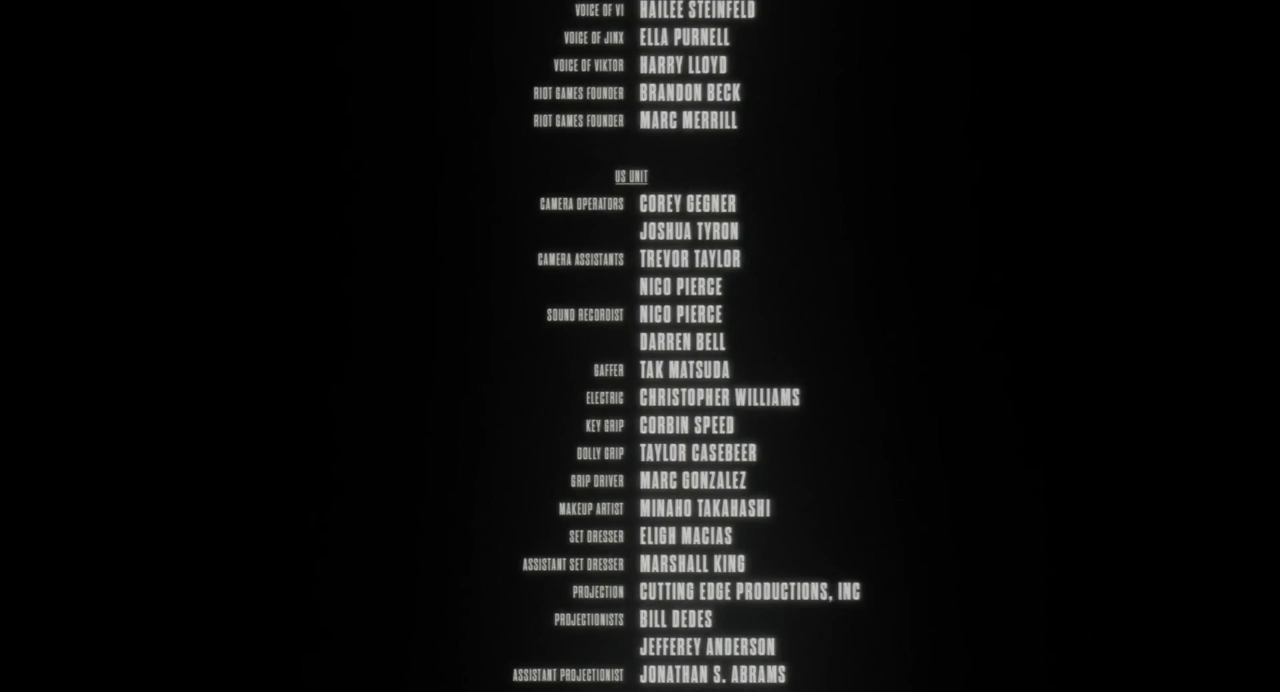 VOICE OF VI HAILEE STEINFELD
VOICE OF JINX ELLA PURNELL
VOICE OF VIKTOR HARRY LLOYD
RIOT GAMES FOUNDER BRANDON BECK
RIOT GAMES FOUNDER MARC MERRILL
US UNIT
CAMERA OPERATORS COREY GEGNER
JOSHUA TYRON
CAMERA ASSISTANTS TREVOR TAYLOR
NICO PIERCE
SOUND RECORDIST NICO PIERCE
DARREN BELL
GAFFER TAK MATSUDA
ELECTRIC CHRISTOPHER WILLIAMS
KEY GRIP CORBIN SPEED
DOLLY GRIP TAYLOR CASEBEER
GRIP DRIVER MARC GONZALEZ
MAKEUP ARTIST MINAHO TAKAHASHI
SET DRESSER ELIGH MACIAS
ASSISTANT SET DRESSER MARSHALL KING
PROJECTION CUTTING EDGE PRODUCTIONS, INC
PROJECTIONISTS BILL DEDES
JEFFEREY ANDERSON
ASSISTANT PROJECTIONIST JONATHAN S. ABRAMS